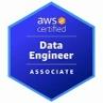 aws
certified
Data
Engineer
ASSOCIATE